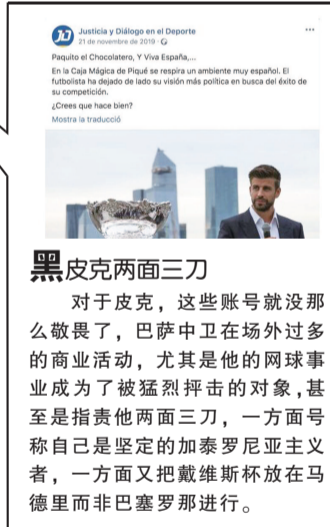 JD
Justicia y Diálogo en el Deporte
21 de novembre de 2019 ·
Paquito el Chocolatero, Y Viva España,...
En la Caja Mágica de Piqué se respira un ambiente muy español. El
futbolista ha dejado de lado su visión más política en busca del éxito de
su competición.
¿Crees que hace bien?
Mostra la traducció
黑皮克两面三刀
对于皮克，这些账号就没那
么敬畏了，巴萨中卫在场外过多
的商业活动，尤其是他的网球事
业成为了被猛烈抨击的对象，甚
至是指责他两面三刀，一方面号
称自己是坚定的加泰罗尼亚主义
者，一方面又把戴维斯杯放在马
德里而非巴塞罗那进行。